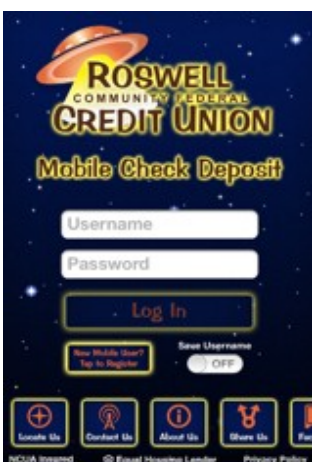 ROSWELL
COMMUNITY FEDERAL
CREDIT UNION
Mobile Check Deposit
Username
Password
Log In
New Mobile User?
Tap to Register
Save Username
OFF
Locate Us
Contact Us
About Us
Share Us
NCUA Insured
Equal Housing Lender
Privacy Policy